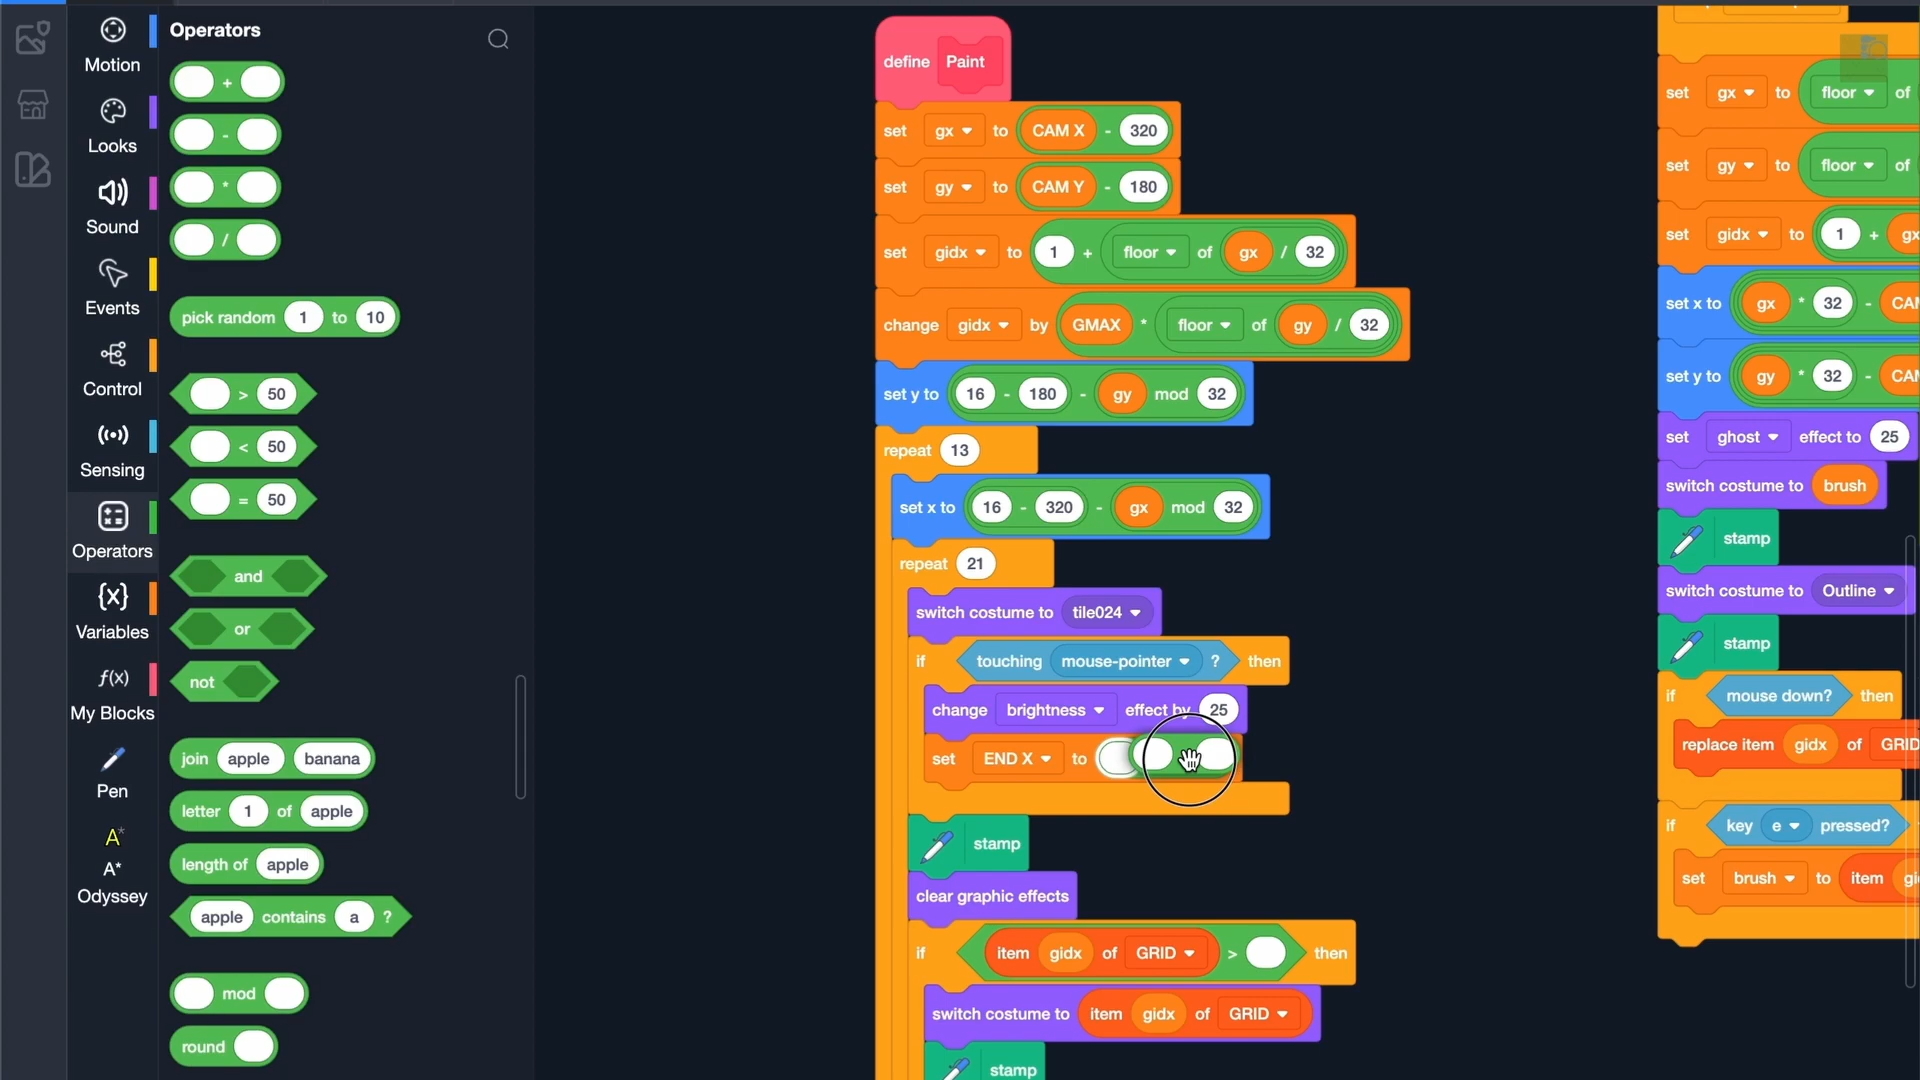 Motion
Looks
Sound
Events
Control
Sensing
Operators
Variables
f(x)
My Blocks
Pen
A*
A*
Odyssey
Operators
+
-
*
/
pick random 1 to 10
> 50
< 50
= 50
and
or
not
join apple banana
letter 1 of apple
length of apple
apple contains a ?
mod
round
define Paint
set gx to CAM X - 320
set gy to CAM Y - 180
set gidx to 1 + floor of gx / 32
change gidx by GMAX * floor of gy / 32
set y to 16 - 180 - gy mod 32
repeat 13
set x to 16 - 320 - gx mod 32
repeat 21
switch costume to tile024
if touching mouse-pointer ? then
change brightness effect by 25
set END X to
stamp
clear graphic effects
if item gidx of GRID > then
switch costume to item gidx of GRID
stamp
set gx to floor of
set gy to floor of
set gidx to 1 + gx
set x to gx * 32 -
set y to gy * 32 -
set ghost effect to 25
switch costume to brush
stamp
switch costume to Outline
stamp
if mouse down? then
replace item gidx of GRID
if key e pressed?
set brush to item